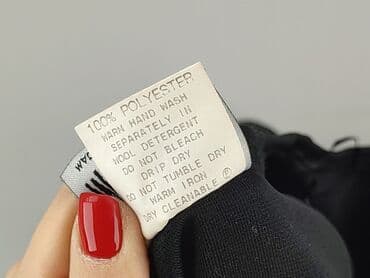 100% POLYESTER
WARM HAND WASH
SEPARATELY IN
WOOL DETERGENT
DO NOT BLEACH
DRIP DRY
DO NOT TUMBLE DRY
WARM IRON
DRY CLEANABLE Ⓟ